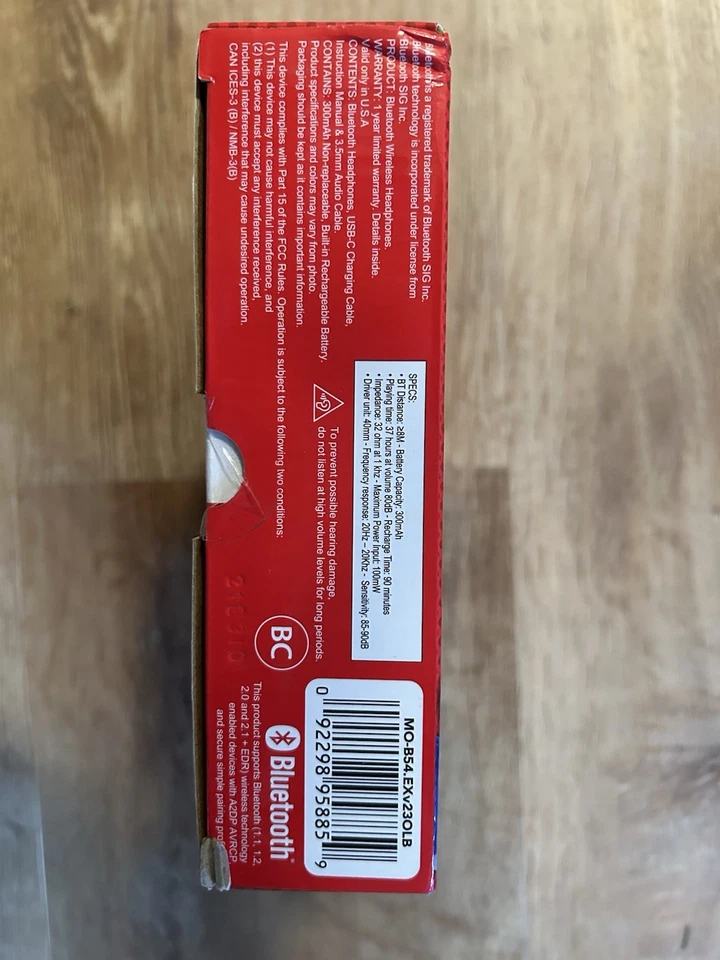 Bluetooth is a registered trademark of Bluetooth SIG Inc.
Bluetooth technology is incorporated under license from
Bluetooth SIG Inc.
PRODUCT: Bluetooth Wireless Headphones.
WARRANTY: 1 year limited warranty. Details inside.
Valid only in U.S.A
CONTENTS: Bluetooth Headphones, USB-C Charging Cable,
Instruction Manual & 3.5mm Audio Cable.
CONTAINS: 300mAh Non-replaceable, Built-in Rechargeable Battery.
Product specifications and colors may vary from photo.
Packaging should be kept as it contains important information.
This device complies with Part 15 of the FCC Rules. Operation is subject to the following two conditions:
(1) This device may not cause harmful interference, and
(2) this device must accept any interference received,
including interference that may cause undesired operation.
CAN ICES-3 (B) / NMB-3(B)
SPECS:
• BT Distance: ≥8M - Battery Capacity: 300mAh
• Playing time: 37 hours at volume 80dB - Recharge Time: 90 minutes
• Impedance: 32 ohm at 1 khz - Maximum Power Input: 100mW
• Driver unit: 40mm - Frequency response: 20Hz – 20Khz - Sensitivity: 85-90dB
To prevent possible hearing damage,
do not listen at high volume levels for long periods.
BC
MO-B54.EXv23OLB
0 92298 95885 9
Bluetooth®
This product supports Bluetooth (1.1, 1.2,
2.0 and 2.1 + EDR) wireless technology
enabled devices with A2DP AVRCP
and secure simple pairing